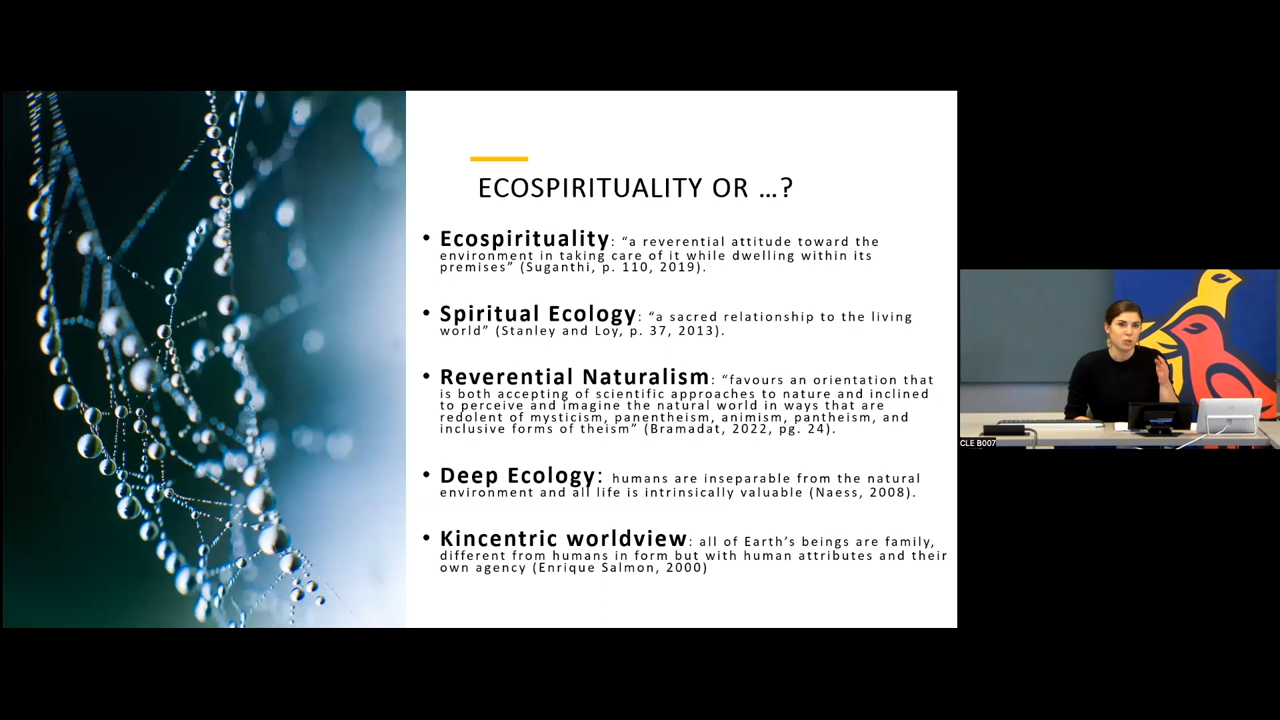 ECOSPIRITUALITY OR …?
• Ecospirituality: “a reverential attitude toward the
environment in taking care of it while dwelling within its
premises” (Suganthi, p. 110, 2019).
• Spiritual Ecology: “a sacred relationship to the living
world” (Stanley and Loy, p. 37, 2013).
• Reverential Naturalism: “favours an orientation that
is both accepting of scientific approaches to nature and inclined
to perceive and imagine the natural world in ways that are
redolent of mysticism, panentheism, animism, pantheism, and
inclusive forms of theism” (Bramadat, 2022, pg. 24).
• Deep Ecology: humans are inseparable from the natural
environment and all life is intrinsically valuable (Naess, 2008).
• Kincentric worldview: all of Earth’s beings are family,
different from humans in form but with human attributes and their
own agency (Enrique Salmon, 2000)
CLE B007